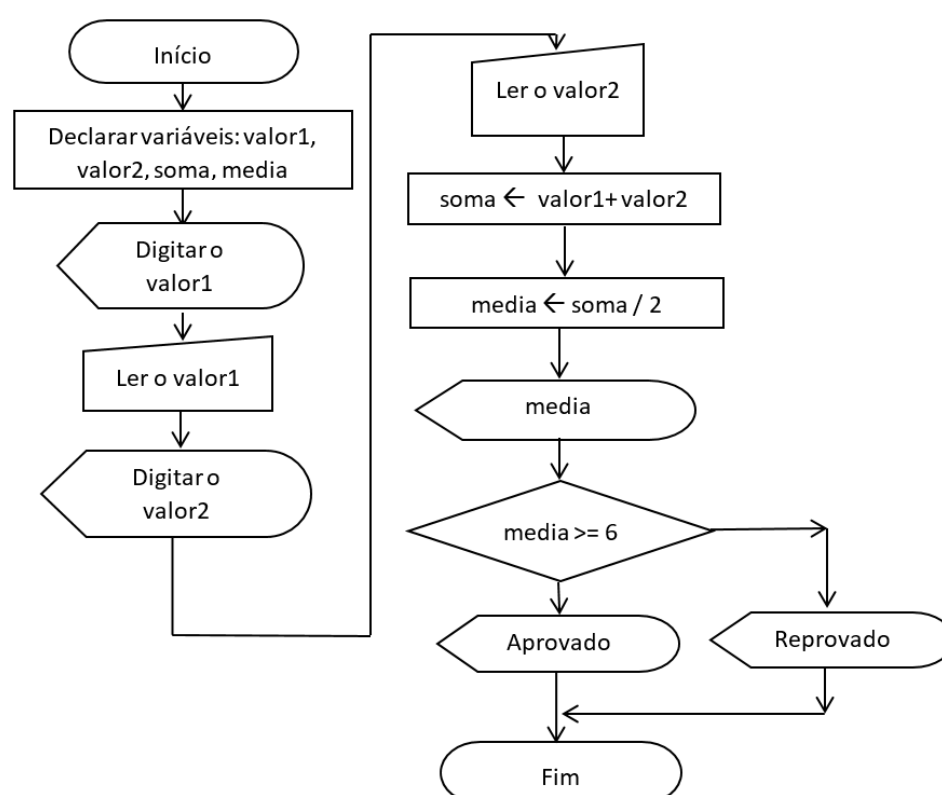 Início
Declarar variáveis: valor1,
valor2, soma, media
Digitar o
valor1
Ler o valor1
Digitar o
valor2
Ler o valor2
soma ← valor1+ valor2
media ← soma / 2
media
media >= 6
Aprovado
Reprovado
Fim